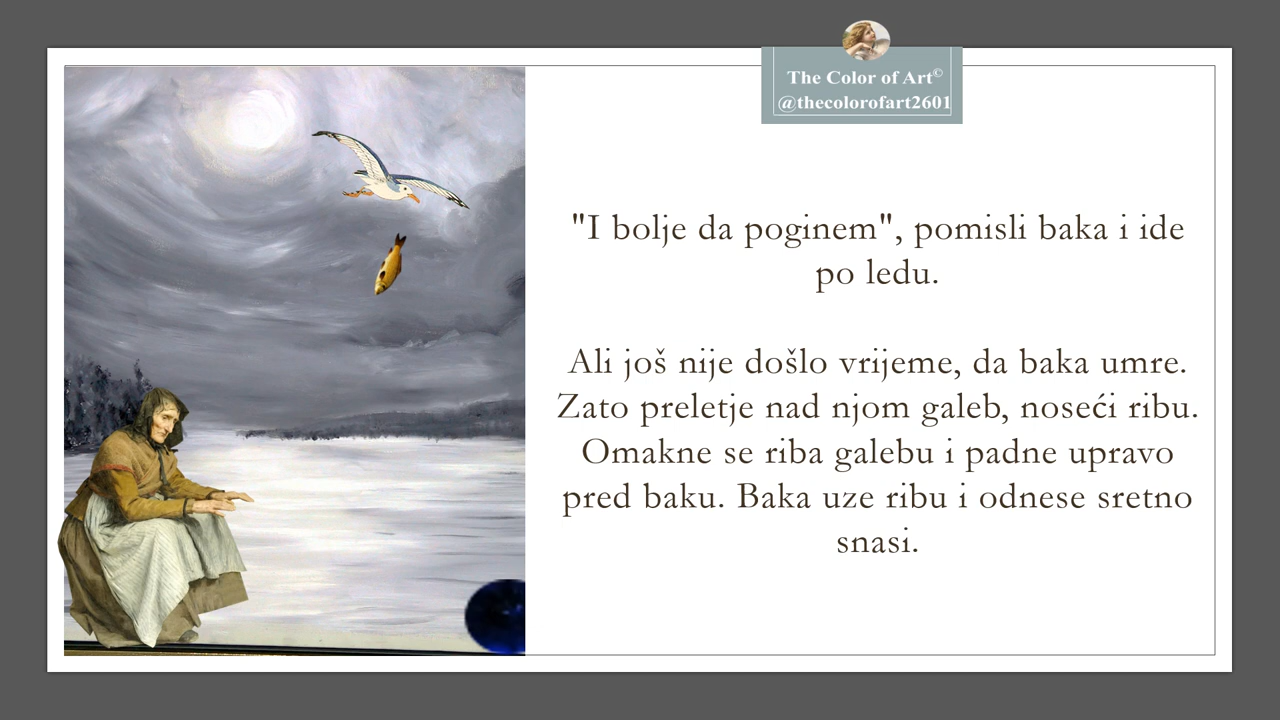 The Color of Art©
@thecolorofart2601
"I bolje da poginem", pomisli baka i ide
po ledu.
Ali još nije došlo vrijeme, da baka umre.
Zato preletje nad njom galeb, noseći ribu.
Omakne se riba galebu i padne upravo
pred baku. Baka uze ribu i odnese sretno
snasi.